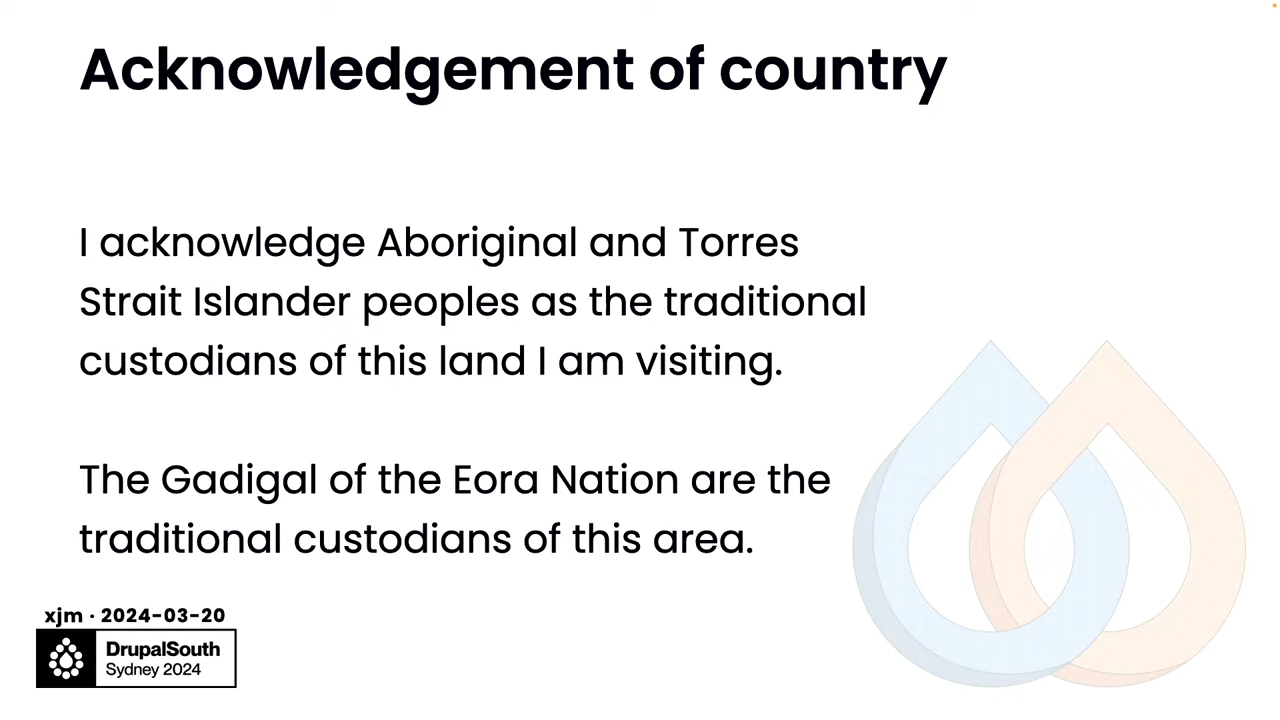 Acknowledgement of country
I acknowledge Aboriginal and Torres
Strait Islander peoples as the traditional
custodians of this land I am visiting.
The Gadigal of the Eora Nation are the
traditional custodians of this area.
xjm · 2024-03-20
DrupalSouth
Sydney 2024